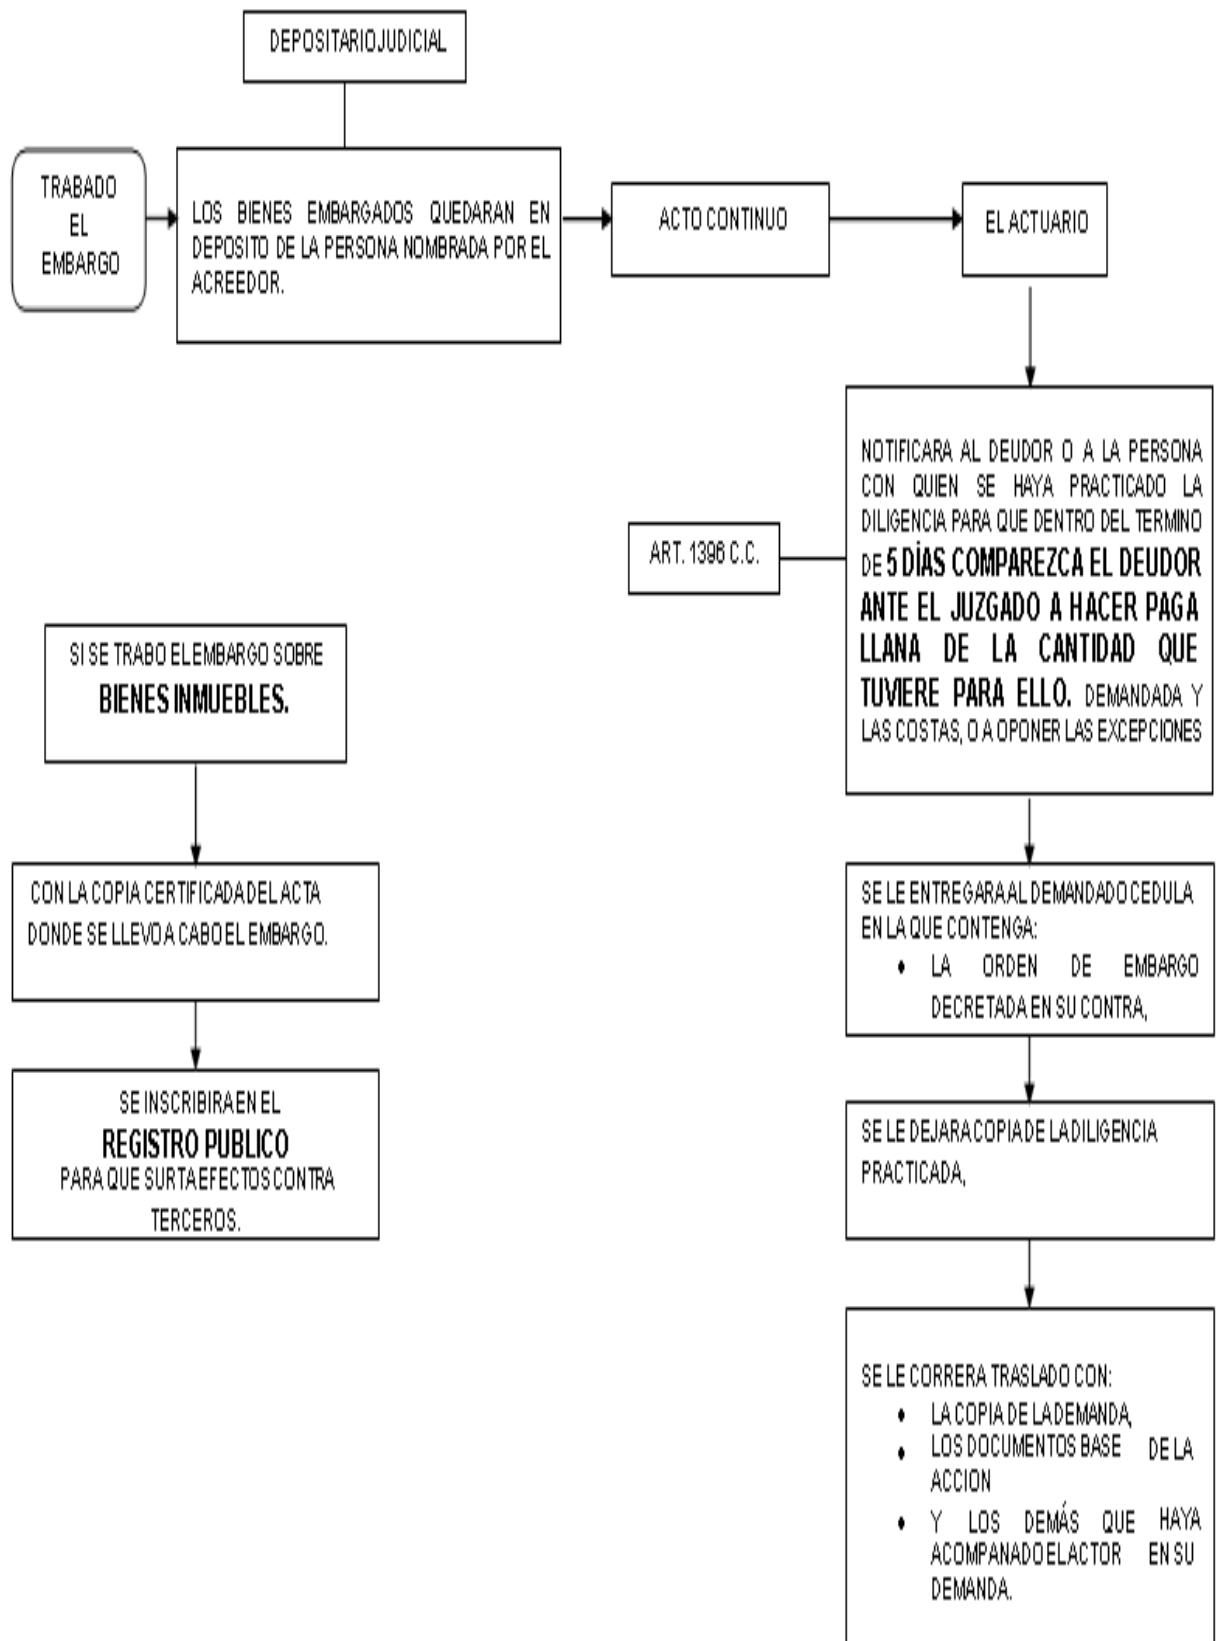 DEPOSITARIO JUDICIAL
TRABADO
EL
EMBARGO
LOS BIENES EMBARGADOS QUEDARAN EN
DEPOSITO DE LA PERSONA NOMBRADA POR EL
ACREEDOR.
ACTO CONTINUO
EL ACTUARIO
NOTIFICARA AL DEUDOR O A LA PERSONA
CON QUIEN SE HAYA PRACTICADO LA
DILIGENCIA PARA QUE DENTRO DEL TERMINO
DE 5 DÍAS COMPAREZCA EL DEUDOR
ANTE EL JUZGADO A HACER PAGA
LLANA DE LA CANTIDAD QUE
TUVIERE PARA ELLO. DEMANDADA Y
LAS COSTAS, O A OPONER LAS EXCEPCIONES
ART. 1396 C.C.
SI SE TRABO EL EMBARGO SOBRE
BIENES INMUEBLES.
CON LA COPIA CERTIFICADA DEL ACTA
DONDE SE LLEVO A CABO EL EMBARGO.
SE INSCRIBIRA EN EL
REGISTRO PUBLICO
PARA QUE SURTA EFECTOS CONTRA
TERCEROS.
SE LE ENTREGARA AL DEMANDADO CEDULA
EN LA QUE CONTENGA:
• LA ORDEN DE EMBARGO
DECRETADA EN SU CONTRA,
SE LE DEJARA COPIA DE LA DILIGENCIA
PRACTICADA,
SE LE CORRERA TRASLADO CON:
• LA COPIA DE LA DEMANDA,
• LOS DOCUMENTOS BASE DE LA
ACCION
• Y LOS DEMÁS QUE HAYA
ACOMPANADO EL ACTOR EN SU
DEMANDA.